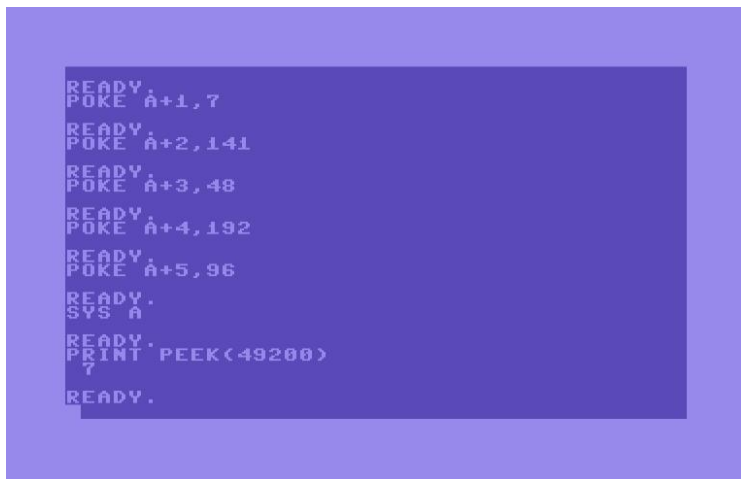 READY.
POKE A+1,7
READY.
POKE A+2,141
READY.
POKE A+3,48
READY.
POKE A+4,192
READY.
POKE A+5,96
READY.
SYS A
READY.
PRINT PEEK(49200)
7
READY.